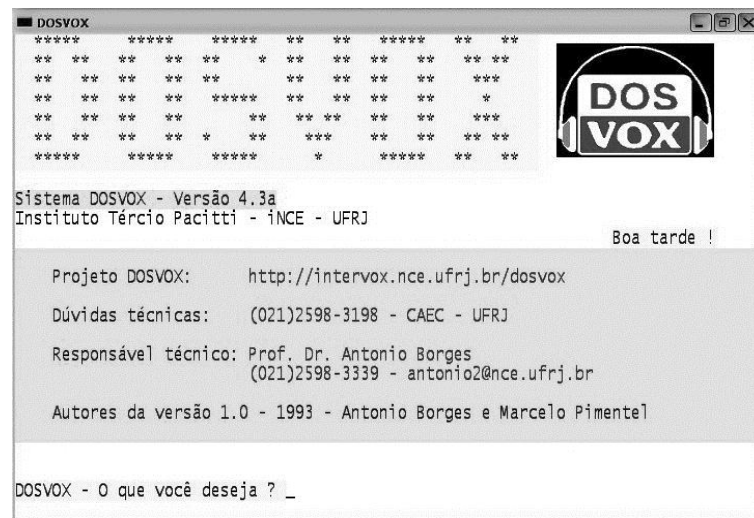 DOSVOX
DOSVOX
DOS
VOX
Sistema DOSVOX - Versão 4.3a
Instituto Tércio Pacitti - iNCE - UFRJ
Boa tarde !
Projeto DOSVOX: http://intervox.nce.ufrj.br/dosvox
Dúvidas técnicas: (021)2598-3198 - CAEC - UFRJ
Responsável técnico: Prof. Dr. Antonio Borges
(021)2598-3339 - antonio2@nce.ufrj.br
Autores da versão 1.0 - 1993 - Antonio Borges e Marcelo Pimentel
DOSVOX - O que você deseja ? _